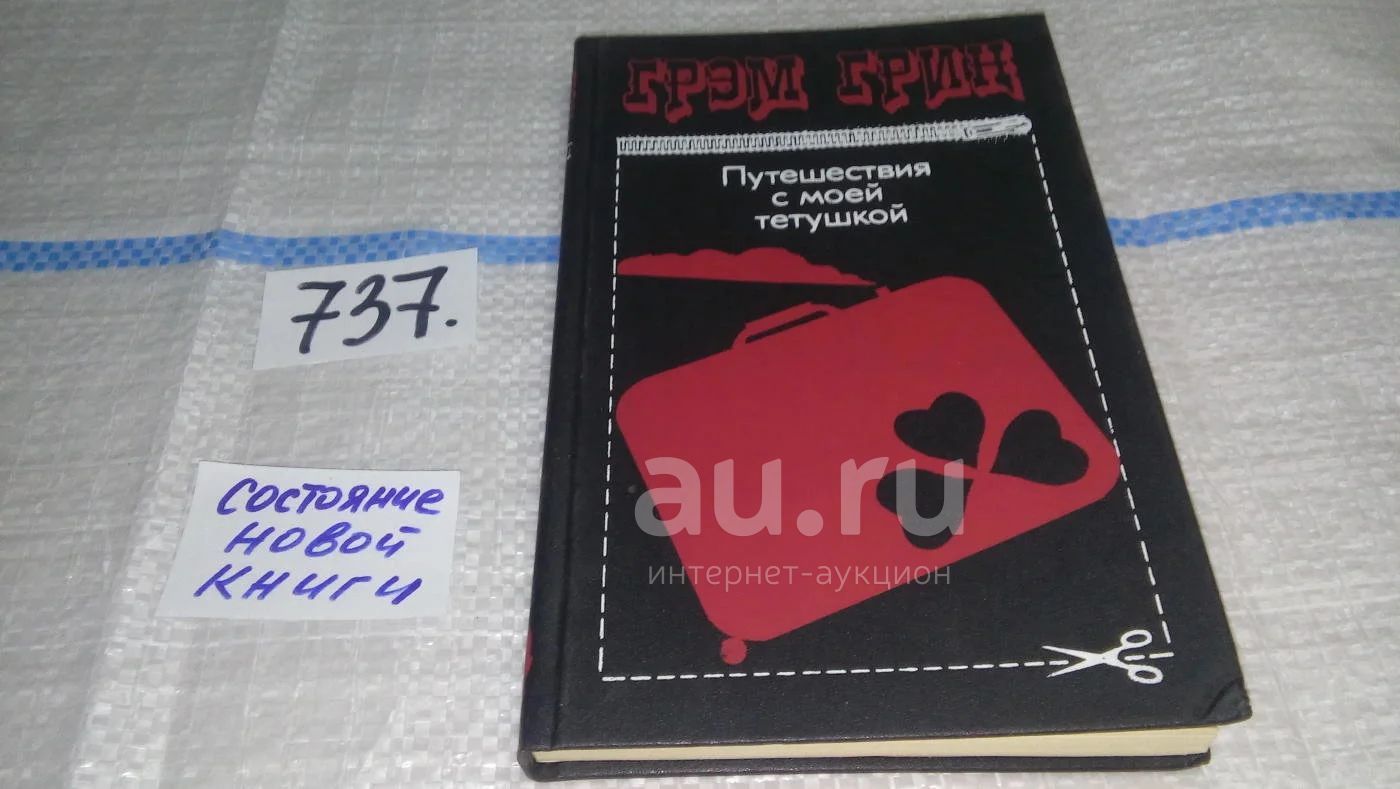 ГРЭМ ГРИН
Путешествия
с моей
тетушкой
737.
состояние
новой
книги
au.ru
интернет-аукцион